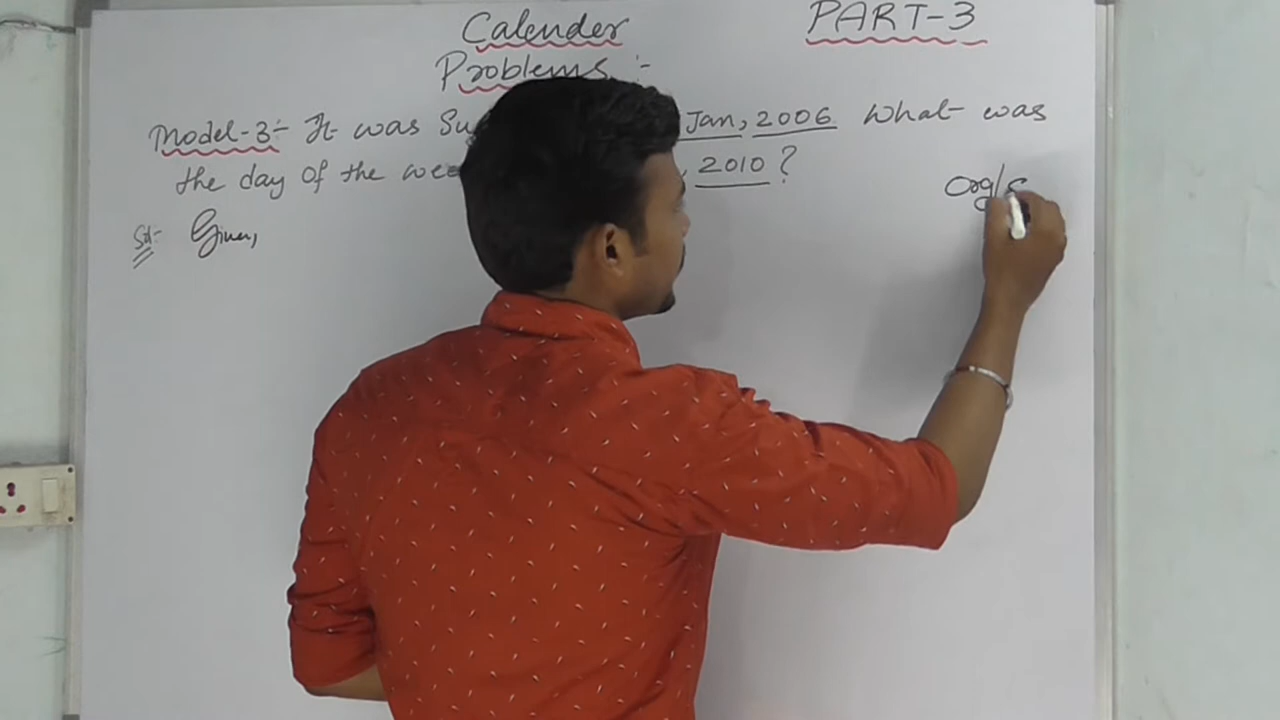 Calender
PART-3
Problems :-
Model-3:- It was Su Jan, 2006 What was
the day of the wee , 2010 ?
Sol:- Given,